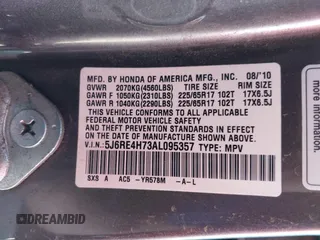 MFD. BY HONDA OF AMERICA MFG., INC. 08/'10
GVWR 2070KG(4560LBS) TIRE SIZE RIM SIZE
GAWR F 1050KG(2310LBS) 225/65R17 102T 17X6.5J
GAWR R 1040KG(2290LBS) 225/65R17 102T 17X6.5J
THIS VEHICLE CONFORMS TO ALL APPLICABLE
FEDERAL MOTOR VEHICLE SAFETY AND THEFT
PREVENTION STANDARDS IN EFFECT ON THE DATE
OF MANUFACTURE SHOWN ABOVE.
V.I.N.:5J6RE4H73AL095357 TYPE: MPV
SXS A AC5 -YR578M -A-L
© AUTOBIDMASTER